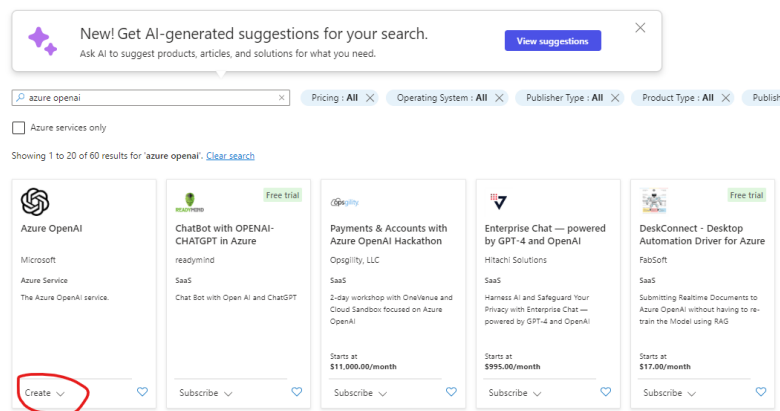 New! Get AI-generated suggestions for your search.
Ask AI to suggest products, articles, and solutions for what you need.
View suggestions
azure openai
Pricing : All
Operating System : All
Publisher Type : All
Product Type : All
Publish
Azure services only
Showing 1 to 20 of 60 results for 'azure openai'. Clear search
Azure OpenAI
Microsoft
Azure Service
The Azure OpenAI service.
Create
READYMIND
Free trial
ChatBot with OPENAI-
CHATGPT in Azure
readymind
SaaS
Chat Bot with Open AI and ChatGPT
Subscribe
Opsgility
Payments & Accounts with
Azure OpenAI Hackathon
Opsgility, LLC
SaaS
2-day workshop with OneVenue and
Cloud Sandbox focused on Azure
OpenAI
Starts at
$11,000.00/month
Subscribe
Enterprise Chat — powered
by GPT-4 and OpenAI
Hitachi Solutions
SaaS
Harness AI and Safeguard Your
Privacy with Enterprise Chat —
powered by GPT-4 and OpenAI
Starts at
$995.00/month
Subscribe
Free trial
DeskConnect - Desktop
Automation Driver for Azure
FabSoft
SaaS
Submitting Realtime Documents to
Azure OpenAI without having to re-
train the Model using RAG
Starts at
$17.00/month
Subscribe